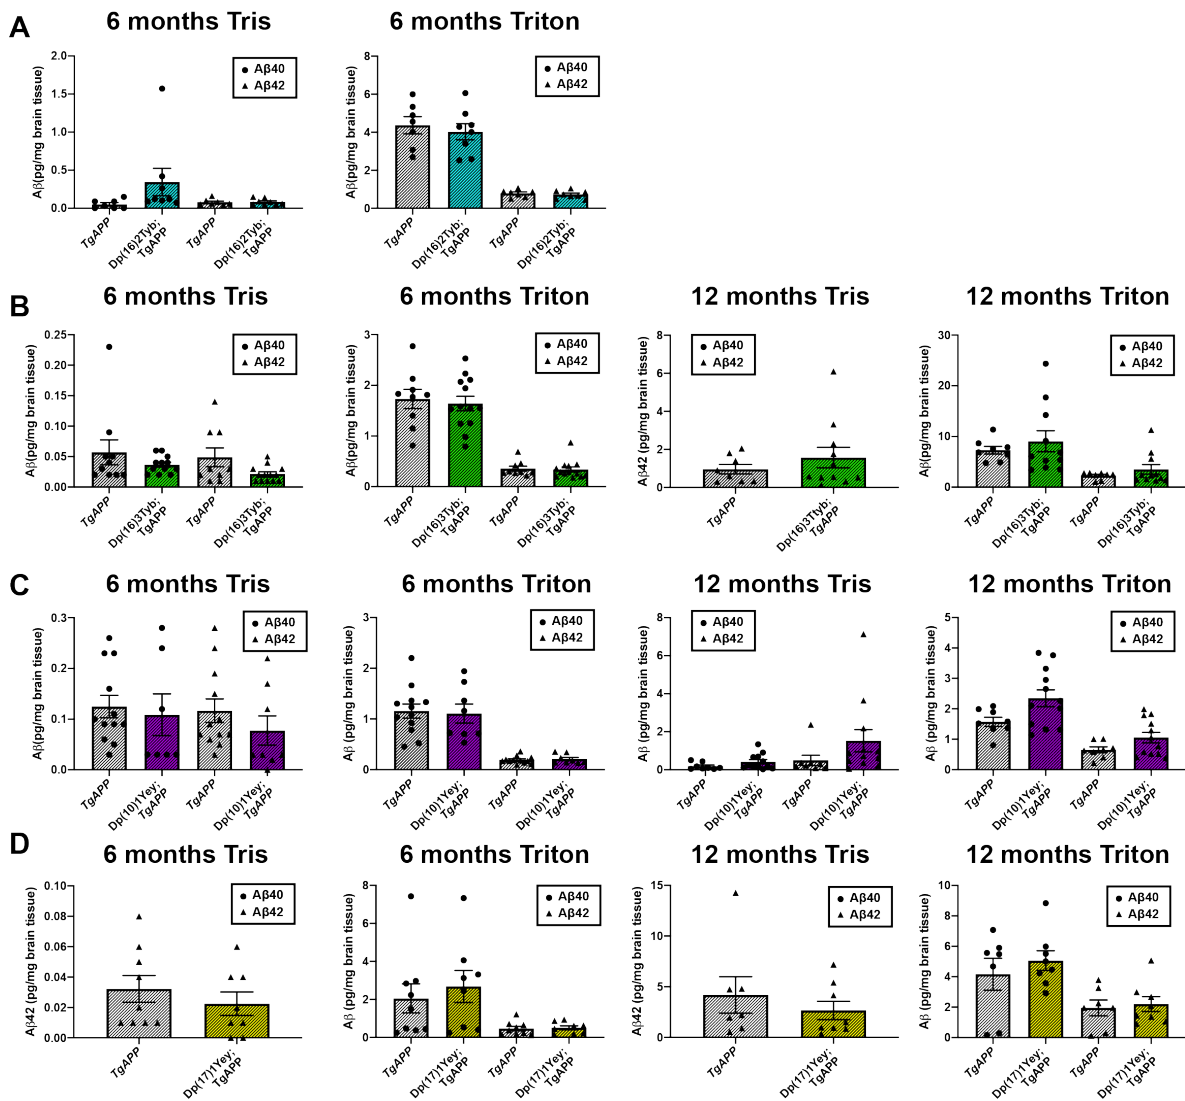 A
6 months Tris
6 months Triton
Aβ(pg/mg brain tissue)
2.0
1.5
1.0
0.5
0.0
Aβ40
Aβ42
TgAPP
Dp(16)2Tyb;
TgAPP
TgAPP
Dp(16)2Tyb;
TgAPP
Aβ(pg/mg brain tissue)
8
6
4
2
0
Aβ40
Aβ42
TgAPP
Dp(16)2Tyb;
TgAPP
TgAPP
Dp(16)2Tyb;
TgAPP
B
6 months Tris
6 months Triton
12 months Tris
12 months Triton
Aβ(pg/mg brain tissue)
0.25
0.20
0.15
0.10
0.05
0.00
Aβ40
Aβ42
TgAPP
Dp(16)3Tyb;
TgAPP
TgAPP
Dp(16)3Tyb;
TgAPP
Aβ(pg/mg brain tissue)
3
2
1
0
Aβ40
Aβ42
TgAPP
Dp(16)3Tyb;
TgAPP
TgAPP
Dp(16)3Tyb;
TgAPP
Aβ42 (pg/mg brain tissue)
8
6
4
2
0
Aβ40
Aβ42
TgAPP
Dp(16)3Tyb;
TgAPP
Aβ(pg/mg brain tissue)
30
20
10
0
Aβ40
Aβ42
TgAPP
Dp(16)3Tyb;
TgAPP
TgAPP
Dp(16)3Tyb;
TgAPP
C
6 months Tris
6 months Triton
12 months Tris
12 months Triton
Aβ(pg/mg brain tissue)
0.3
0.2
0.1
0.0
Aβ40
Aβ42
TgAPP
Dp(10)1Yey;
TgAPP
TgAPP
Dp(10)1Yey;
TgAPP
Aβ (pg/mg brain tissue)
3
2
1
0
Aβ40
Aβ42
TgAPP
Dp(10)1Yey;
TgAPP
TgAPP
Dp(10)1Yey;
TgAPP
Aβ (pg/mg brain tissue)
8
6
4
2
0
Aβ40
Aβ42
TgAPP
Dp(10)1Yey;
TgAPP
TgAPP
Dp(10)1Yey;
TgAPP
Aβ (pg/mg brain tissue)
5
4
3
2
1
0
Aβ40
Aβ42
TgAPP
Dp(10)1Yey;
TgAPP
TgAPP
Dp(10)1Yey;
TgAPP
D
6 months Tris
6 months Triton
12 months Tris
12 months Triton
Aβ42 (pg/mg brain tissue)
0.10
0.08
0.06
0.04
0.02
0.00
Aβ40
Aβ42
TgAPP
Dp(17)1Yey;
TgAPP
Aβ (pg/mg brain tissue)
8
6
4
2
0
Aβ40
Aβ42
TgAPP
Dp(17)1Yey;
TgAPP
TgAPP
Dp(17)1Yey;
TgAPP
Aβ42 (pg/mg brain tissue)
15
10
5
0
Aβ40
Aβ42
TgAPP
Dp(17)1Yey;
TgAPP
Aβ (pg/mg brain tissue)
10
8
6
4
2
0
Aβ40
Aβ42
TgAPP
Dp(17)1Yey;
TgAPP
TgAPP
Dp(17)1Yey;
TgAPP